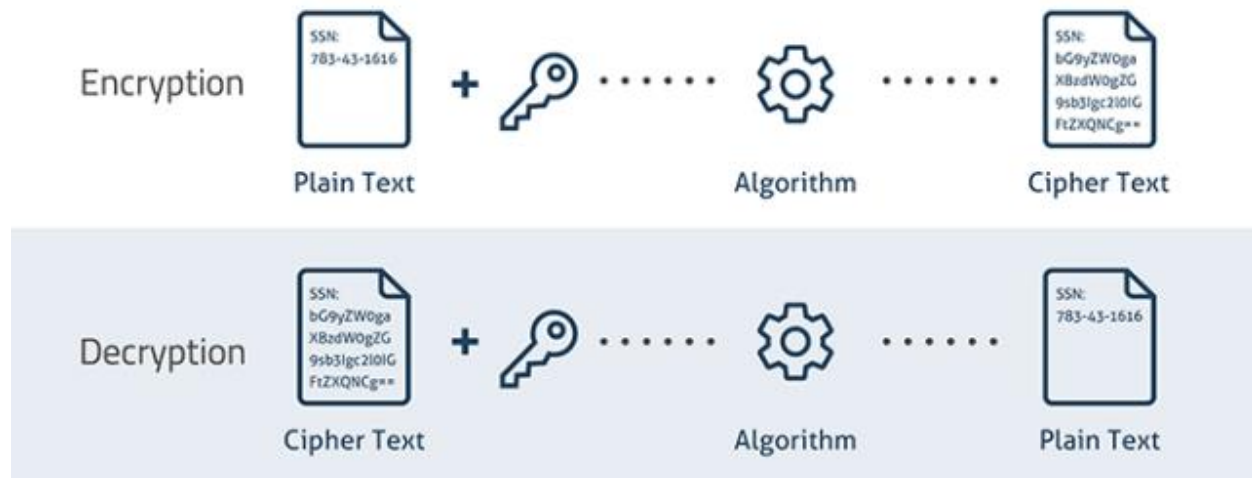 Encryption
SSN:
783-43-1616
+
Plain Text
Algorithm
SSN:
bG9yZW0ga
XBzdW0gZG
9sb3Igc2l0IG
FtZXQNCg==
Cipher Text
Decryption
SSN:
bG9yZW0ga
XBzdW0gZG
9sb3Igc2l0IG
FtZXQNCg==
+
Cipher Text
Algorithm
SSN:
783-43-1616
Plain Text